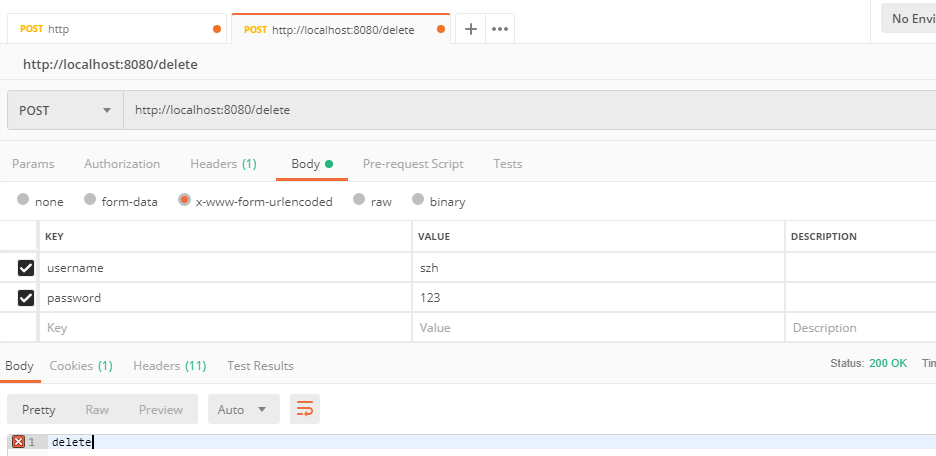 POST http POST http://localhost:8080/delete + ••• No Envi
http://localhost:8080/delete
POST http://localhost:8080/delete
Params Authorization Headers (1) Body Pre-request Script Tests
none form-data x-www-form-urlencoded raw binary
KEY VALUE DESCRIPTION
username szh
password 123
Key Value Description
Body Cookies (1) Headers (11) Test Results Status: 200 OK Tim
Pretty Raw Preview Auto
1 delete